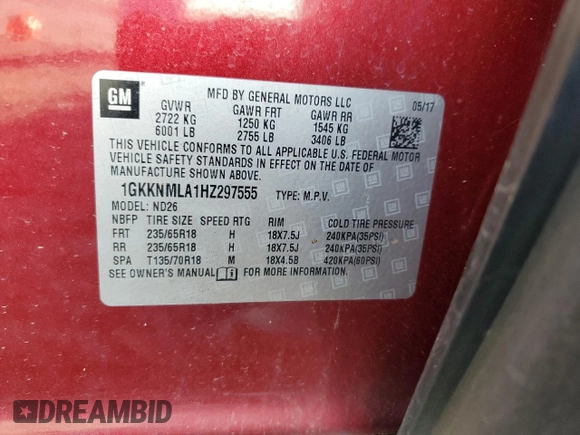 GM
MFD BY GENERAL MOTORS LLC
05/17
GVWR GAWR FRT GAWR RR
2722 KG 1250 KG 1545 KG
6001 LB 2755 LB 3406 LB
THIS VEHICLE CONFORMS TO ALL APPLICABLE U.S. FEDERAL MOTOR
VEHICLE SAFETY STANDARDS IN EFFECT ON THE DATE OF
MANUFACTURE SHOWN ABOVE.
1GKKNMLA1HZ297555 TYPE: M.P.V.
MODEL: ND26
NBFP TIRE SIZE SPEED RTG RIM COLD TIRE PRESSURE
FRT 235/65R18 H 18X7.5J 240KPA(35PSI)
RR 235/65R18 H 18X7.5J 240KPA(35PSI)
SPA T135/70R18 M 18X4.5B 420KPA(60PSI)
SEE OWNER'S MANUAL FOR MORE INFORMATION.
DREAMBID